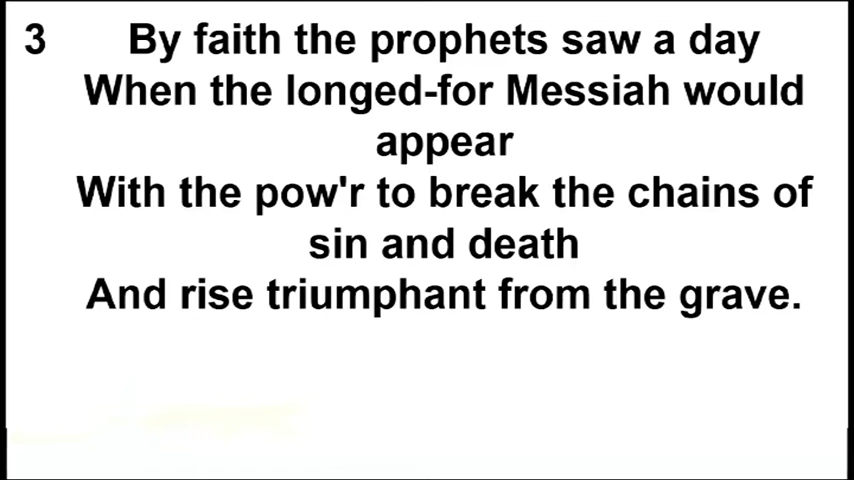 3 By faith the prophets saw a day
When the longed-for Messiah would
appear
With the pow'r to break the chains of
sin and death
And rise triumphant from the grave.